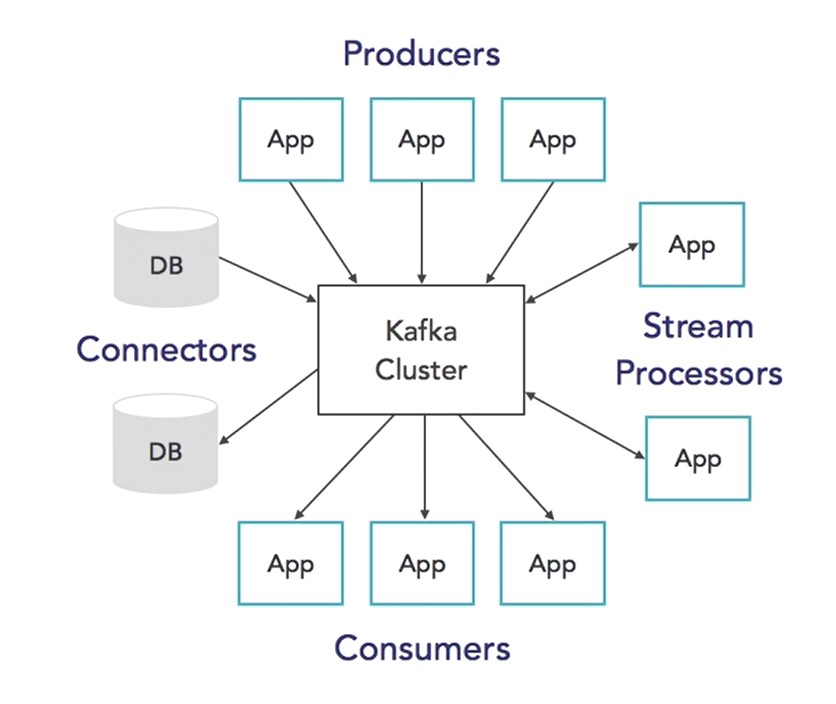 Producers
App
App
App
DB
App
Kafka
Cluster
Stream
Processors
Connectors
DB
App
App
App
App
Consumers